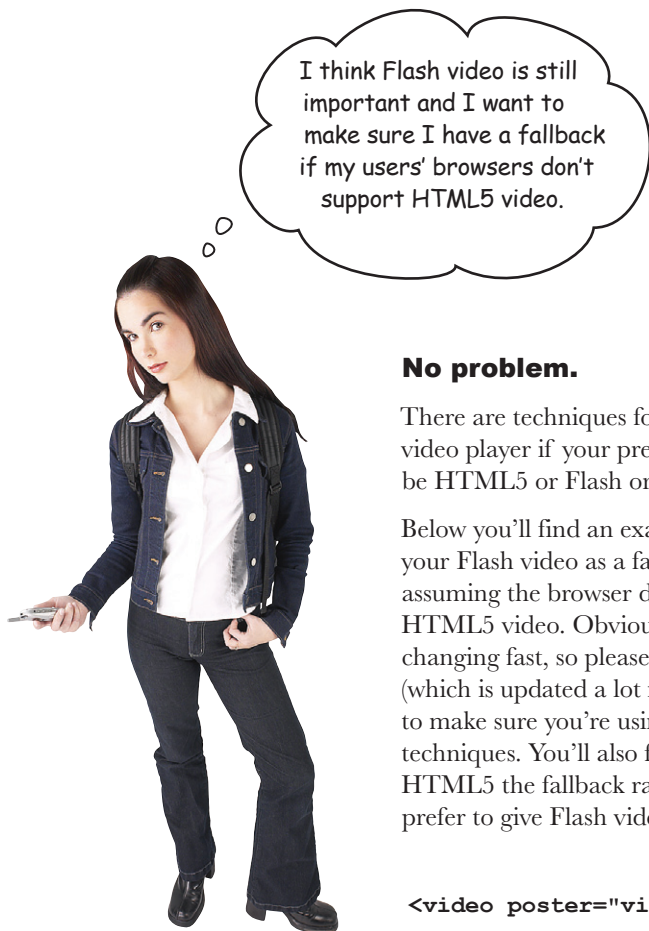 I think Flash video is still
important and I want to
make sure I have a fallback
if my users' browsers don't
support HTML5 video.
No problem.
There are techniques fo
video player if your pre
be HTML5 or Flash or
Below you'll find an exa
your Flash video as a fa
assuming the browser d
HTML5 video. Obviou
changing fast, so please
(which is updated a lot
to make sure you're usi
techniques. You'll also f
HTML5 the fallback ra
prefer to give Flash vide
<video poster="vi